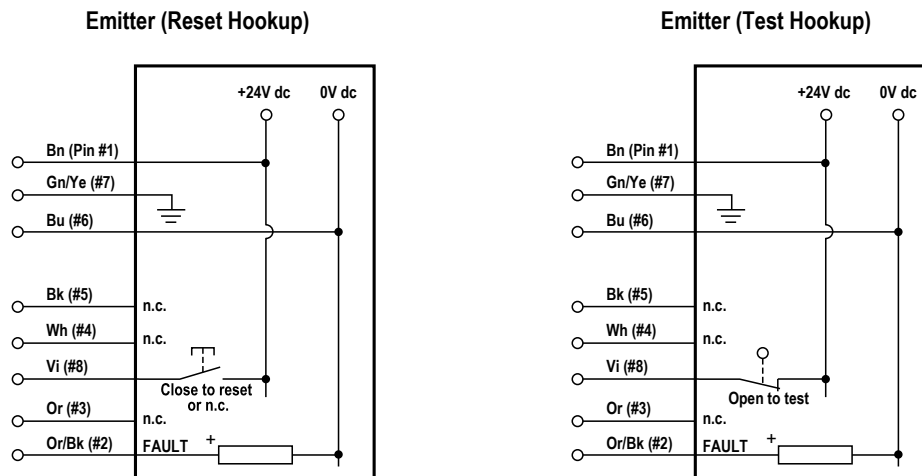 Emitter (Reset Hookup)
+24V dc 0V dc
Bn (Pin #1)
Gn/Ye (#7)
Bu (#6)
Bk (#5) n.c.
Wh (#4) n.c.
Vi (#8)
Close to reset
or n.c.
Or (#3) n.c.
Or/Bk (#2) FAULT +
Emitter (Test Hookup)
+24V dc 0V dc
Bn (Pin #1)
Gn/Ye (#7)
Bu (#6)
Bk (#5) n.c.
Wh (#4) n.c.
Vi (#8)
Open to test
Or (#3) n.c.
Or/Bk (#2) FAULT +